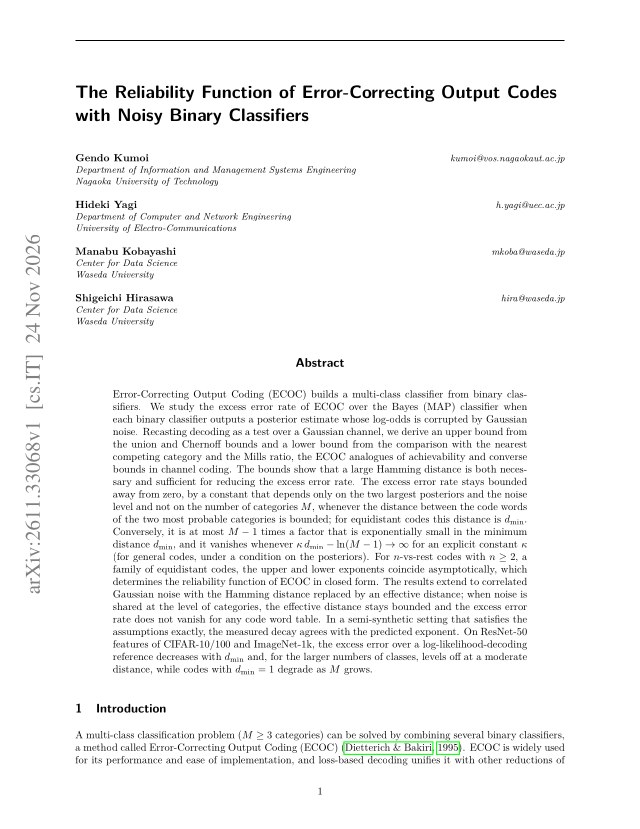 The Reliability Function of Error-Correcting Output Codes
with Noisy Binary Classifiers
Gendo Kumoi kumoi@vos.nagaokaut.ac.jp
Department of Information and Management Systems Engineering
Nagaoka University of Technology
Hideki Yagi h.yagi@uec.ac.jp
Department of Computer and Network Engineering
University of Electro-Communications
Manabu Kobayashi mkoba@waseda.jp
Center for Data Science
Waseda University
Shigeichi Hirasawa hira@waseda.jp
Center for Data Science
Waseda University
arXiv:2611.33068v1 [cs.IT] 24 Nov 2026
Abstract
Error-Correcting Output Coding (ECOC) builds a multi-class classifier from binary clas-
sifiers. We study the excess error rate of ECOC over the Bayes (MAP) classifier when
each binary classifier outputs a posterior estimate whose log-odds is corrupted by Gaussian
noise. Recasting decoding as a test over a Gaussian channel, we derive an upper bound from
the union and Chernoff bounds and a lower bound from the comparison with the nearest
competing category and the Mills ratio, the ECOC analogues of achievability and converse
bounds in channel coding. The bounds show that a large Hamming distance is both neces-
sary and sufficient for reducing the excess error rate. The excess error rate stays bounded
away from zero, by a constant that depends only on the two largest posteriors and the noise
level and not on the number of categories M, whenever the distance between the code words
of the two most probable categories is bounded; for equidistant codes this distance is d_min.
Conversely, it is at most M − 1 times a factor that is exponentially small in the minimum
distance d_min, and it vanishes whenever κ d_min − ln(M − 1) → ∞ for an explicit constant κ
(for general codes, under a condition on the posteriors). For n-vs-rest codes with n ≥ 2, a
family of equidistant codes, the upper and lower exponents coincide asymptotically, which
determines the reliability function of ECOC in closed form. The results extend to correlated
Gaussian noise with the Hamming distance replaced by an effective distance; when noise is
shared at the level of categories, the effective distance stays bounded and the excess error
rate does not vanish for any code word table. In a semi-synthetic setting that satisfies the
assumptions exactly, the measured decay agrees with the predicted exponent. On ResNet-50
features of CIFAR-10/100 and ImageNet-1k, the excess error over a log-likelihood-decoding
reference decreases with d_min and, for the larger numbers of classes, levels off at a moderate
distance, while codes with d_min = 1 degrade as M grows.
1 Introduction
A multi-class classification problem (M ≥ 3 categories) can be solved by combining several binary classifiers,
a method called Error-Correcting Output Coding (ECOC) (Dietterich & Bakiri, 1995). ECOC is widely used
for its performance and ease of implementation, and loss-based decoding unifies it with other reductions of
1